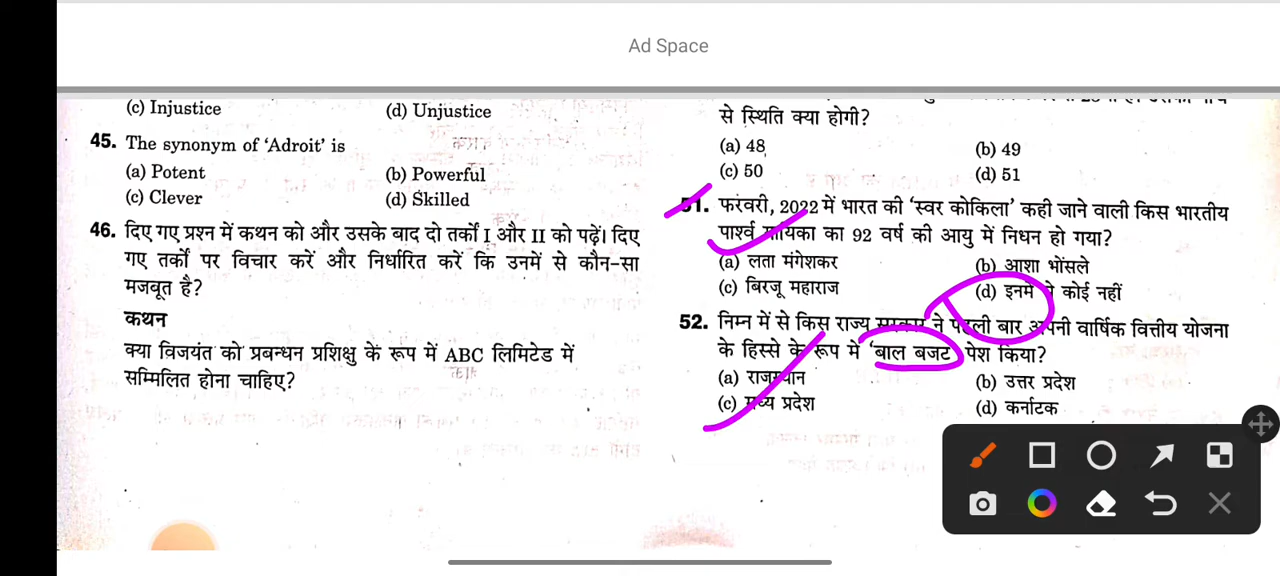 Ad Space
(c) Injustice (d) Unjustice
45. The synonym of 'Adroit' is
(a) Potent (b) Powerful
(c) Clever (d) Skilled
46. दिए गए प्रश्न में कथन को और उसके बाद दो तर्कों I और II को पढ़ें। दिए
गए तर्कों पर विचार करें और निर्धारित करें कि उनमें से कौन-सा
मजबूत है?
कथन
क्या विजयंत को प्रबन्धन प्रशिक्षु के रूप में ABC लिमिटेड में
सम्मिलित होना चाहिए?
से स्थिति क्या होगी?
(a) 48 (b) 49
(c) 50 (d) 51
51. फरवरी, 2022 में भारत की 'स्वर कोकिला' कही जाने वाली किस भारतीय
पार्श्व गायिका का 92 वर्ष की आयु में निधन हो गया?
(a) लता मंगेशकर (b) आशा भोंसले
(c) बिरजू महाराज (d) इनमें से कोई नहीं
52. निम्न में से किस राज्य सरकार ने पहली बार अपनी वार्षिक वित्तीय योजना
के हिस्से के रूप में 'बाल बजट' पेश किया?
(a) राजस्थान (b) उत्तर प्रदेश
(c) मध्य प्रदेश (d) कर्नाटक